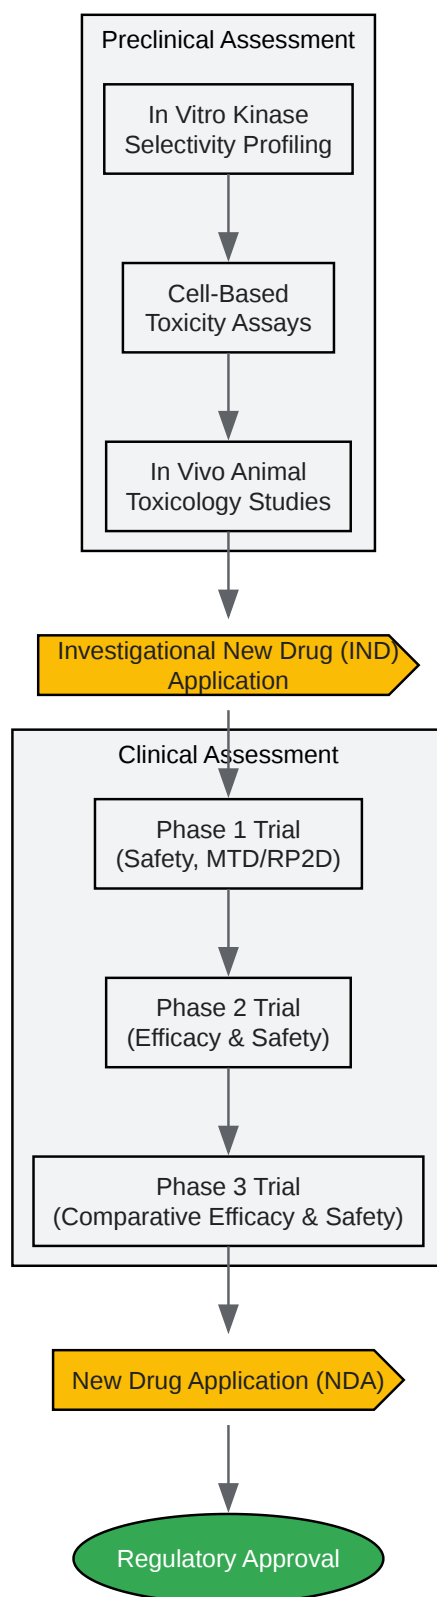 Preclinical Assessment
In Vitro Kinase
Selectivity Profiling
Cell-Based
Toxicity Assays
In Vivo Animal
Toxicology Studies
Investigational New Drug (IND)
Application
Clinical Assessment
Phase 1 Trial
(Safety, MTD/RP2D)
Phase 2 Trial
(Efficacy & Safety)
Phase 3 Trial
(Comparative Efficacy & Safety)
New Drug Application (NDA)
Regulatory Approval